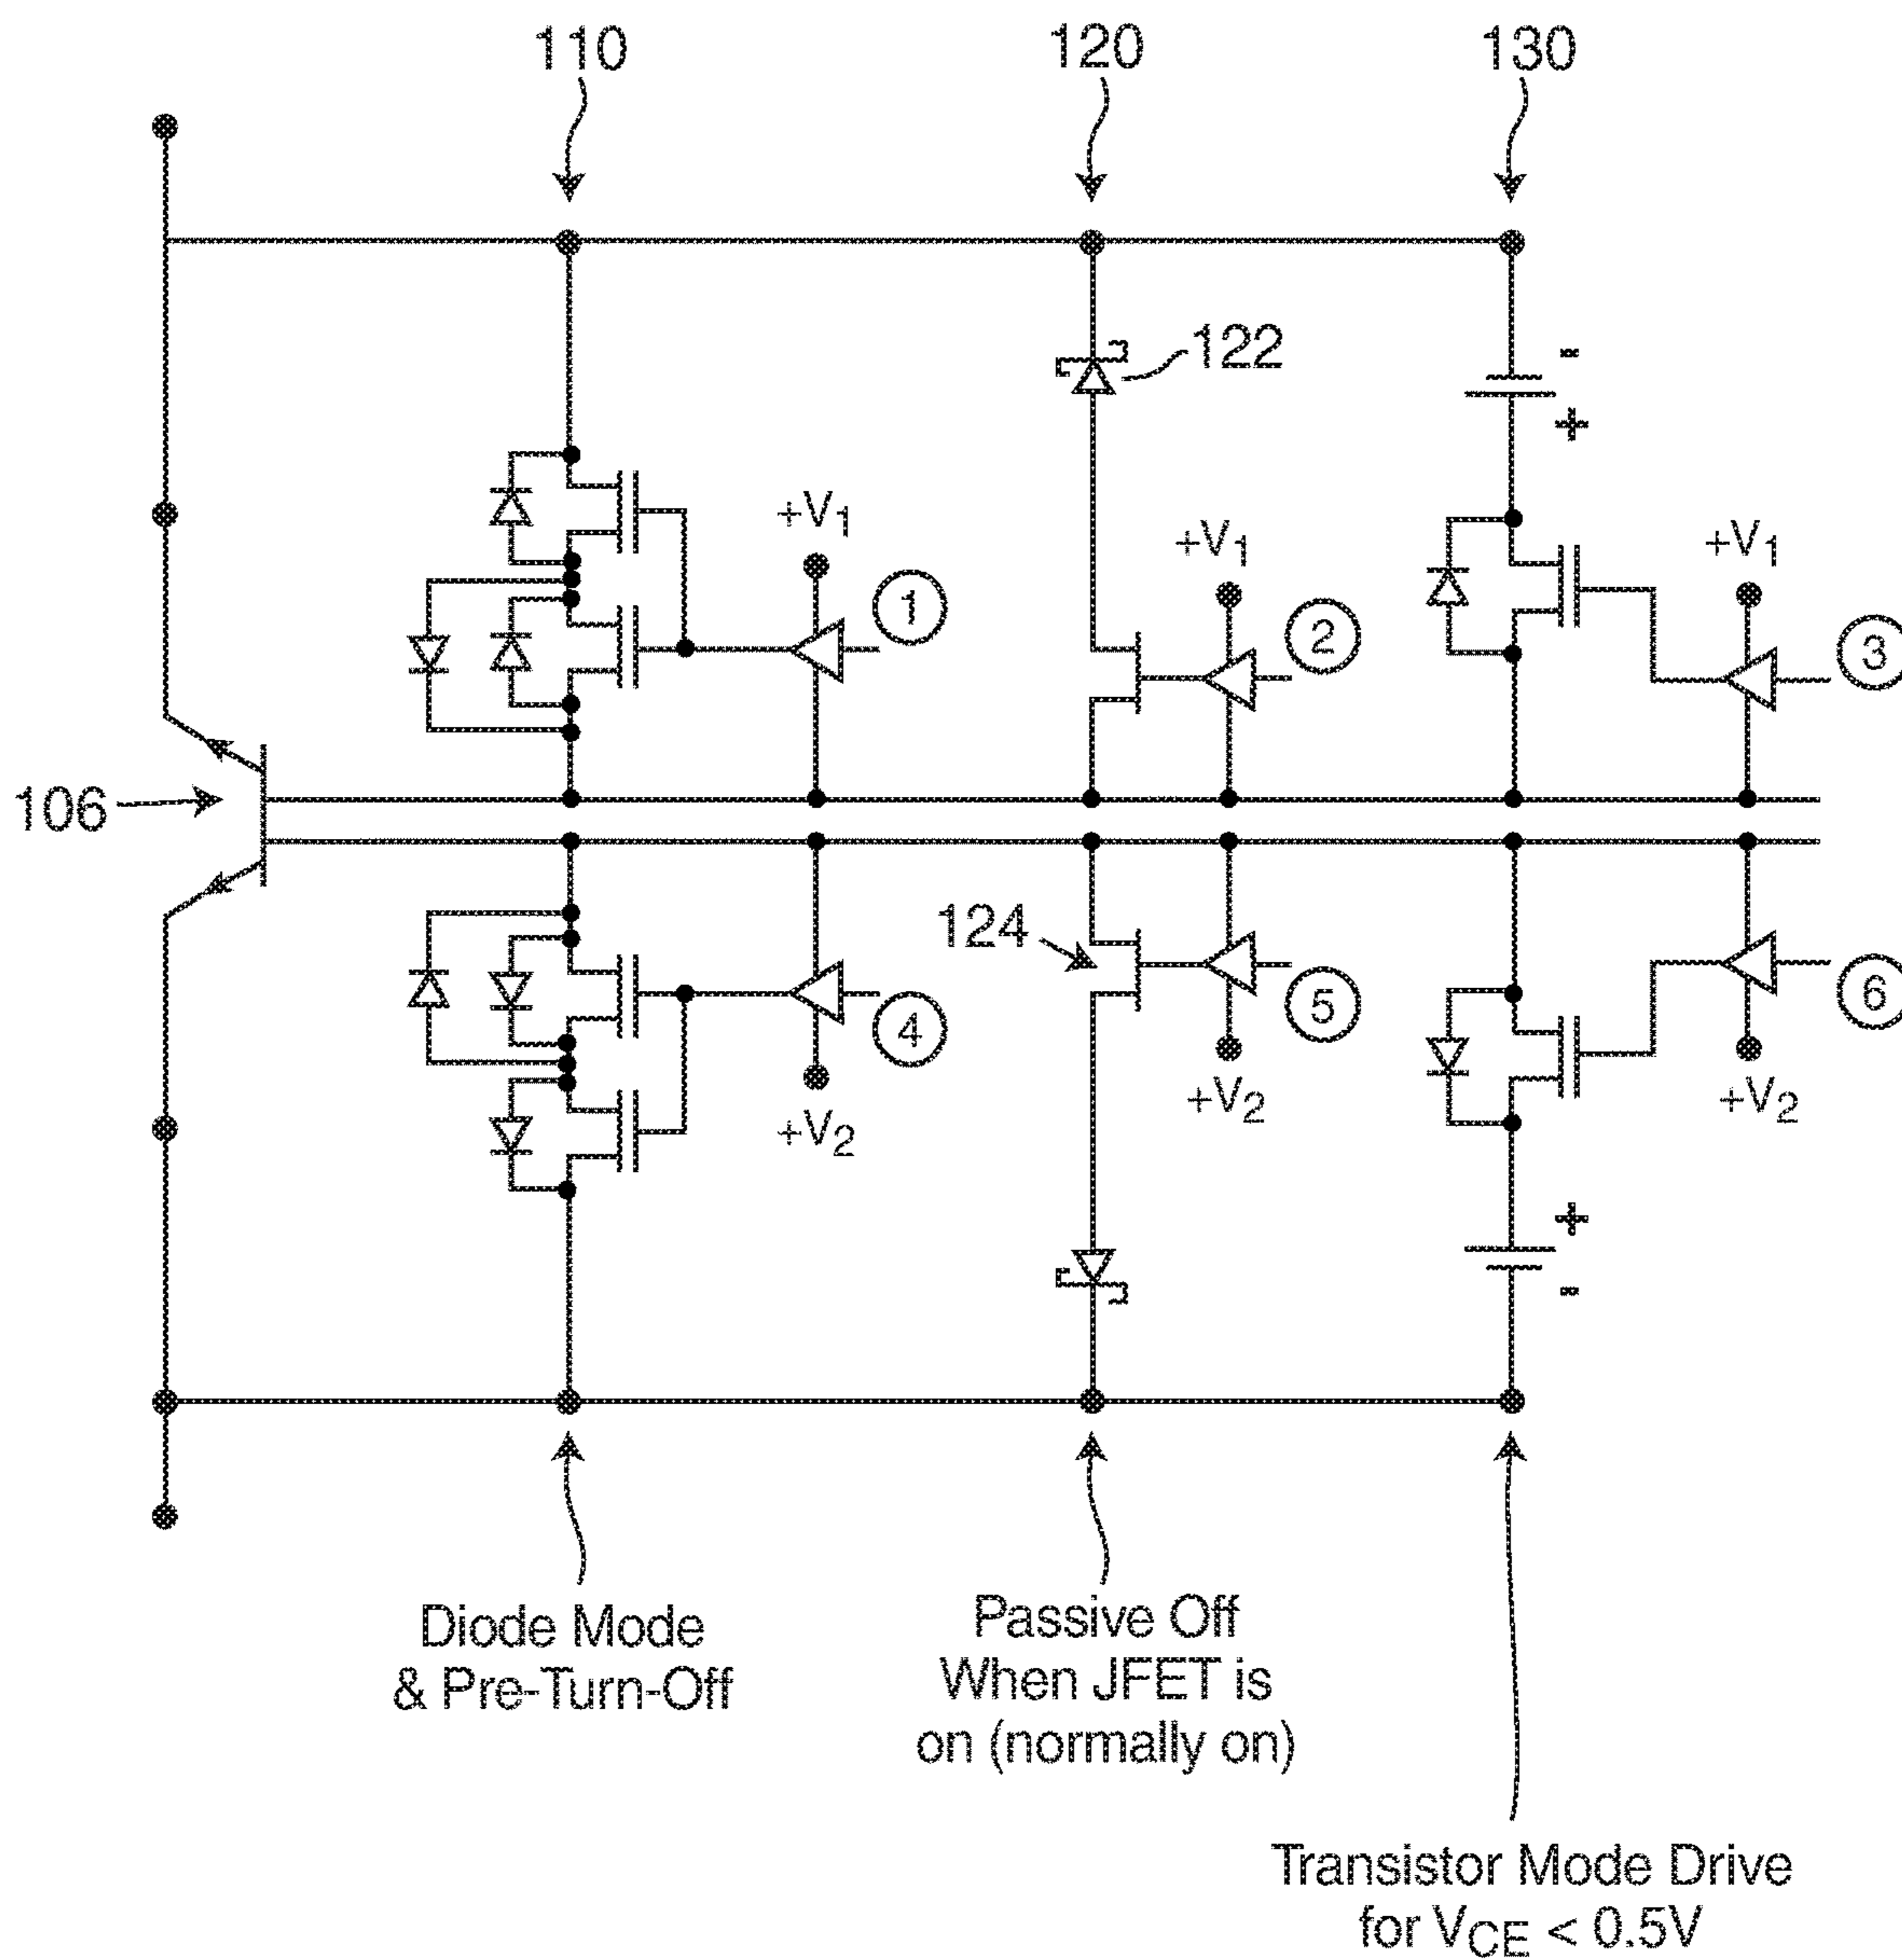 110
120
130
-
122
+
+V1
+V1
+V1
1
2
3
106
124
4
5
6
+V2
+V2
+V2
+
-
Diode Mode
& Pre-Turn-Off
Passive Off
When JFET is
on (normally on)
Transistor Mode Drive
for VCE < 0.5V